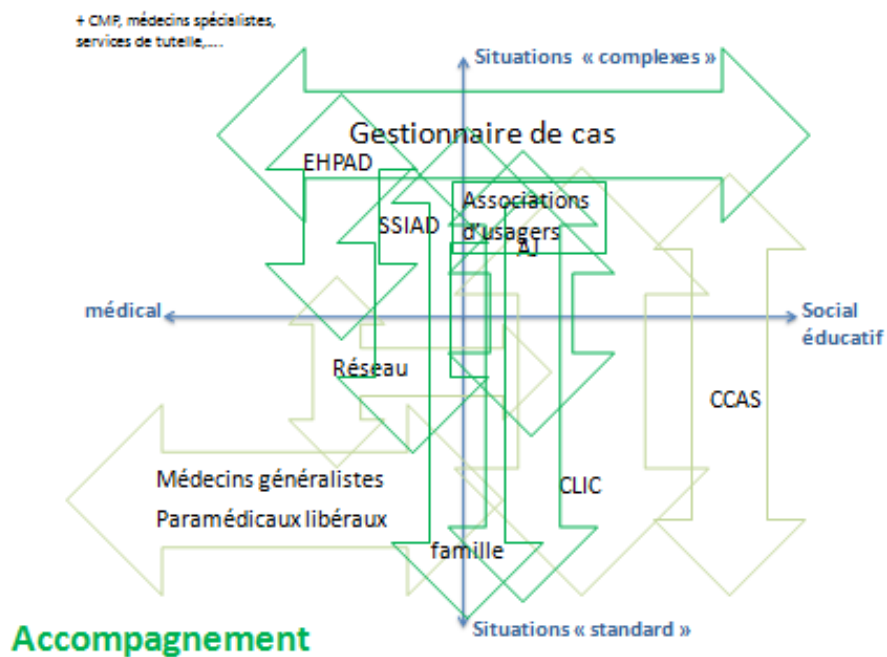 + CMP, médecins spécialistes,
services de tutelle,....
Situations « complexes »
Gestionnaire de cas
EHPAD
Associations
d'usagers
SSIAD
AJ
médical
Social
éducatif
Réseau
CCAS
Médecins généralistes
CLIC
Paramédicaux libéraux
famille
Situations « standard »
Accompagnement